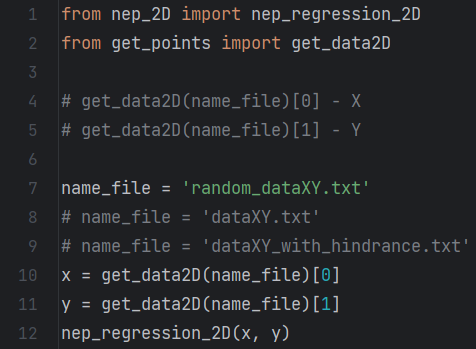 1 from nep_2D import nep_regression_2D
2 from get_points import get_data2D
3
4 # get_data2D(name_file)[0] - X
5 # get_data2D(name_file)[1] - Y
6
7 name_file = 'random_dataXY.txt'
8 # name_file = 'dataXY.txt'
9 # name_file = 'dataXY_with_hindrance.txt'
10 x = get_data2D(name_file)[0]
11 y = get_data2D(name_file)[1]
12 nep_regression_2D(x, y)